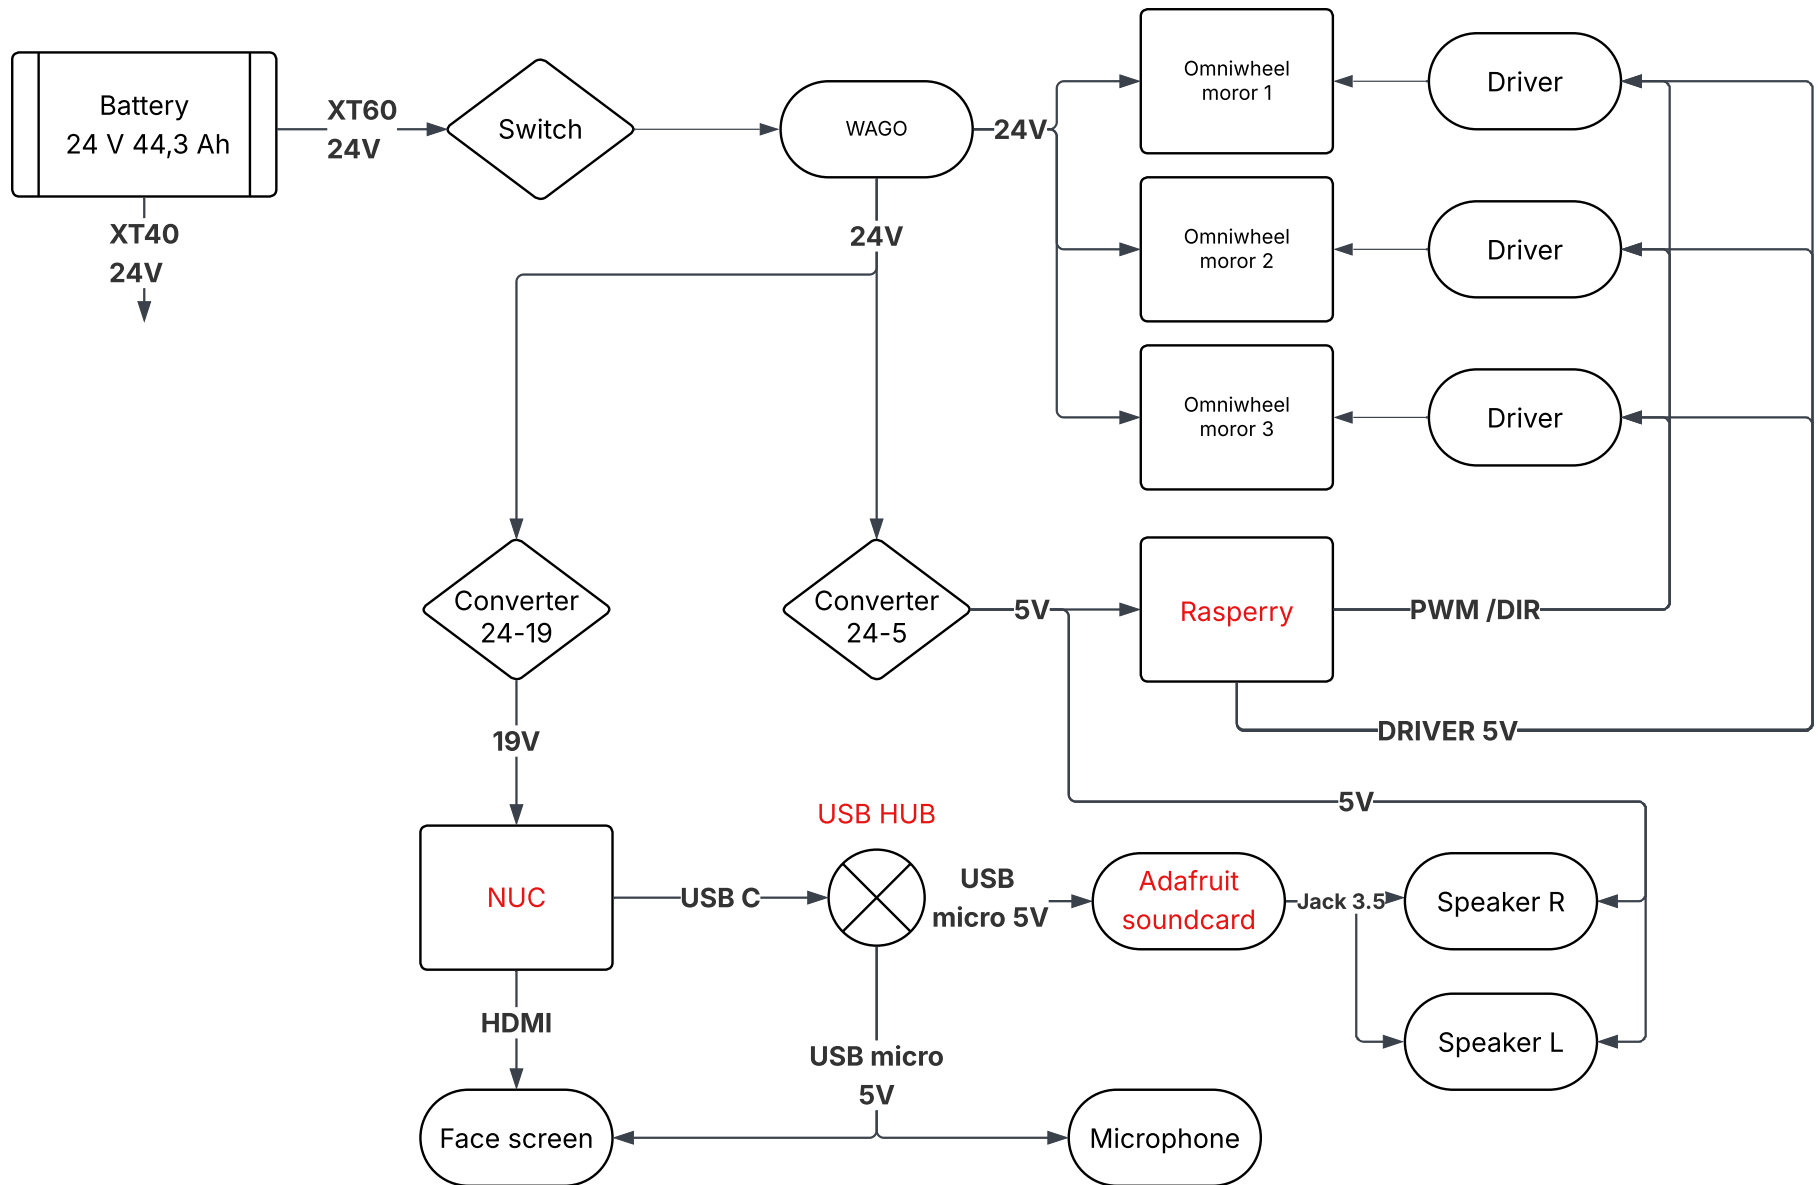 Battery
24 V 44,3 Ah
XT60
24V
Switch
WAGO
24V
Omniwheel
moror 1
Driver
XT40
24V
24V
Omniwheel
moror 2
Driver
Omniwheel
moror 3
Driver
Converter
24-19
Converter
24-5
5V
Rasperry
PWM /DIR
DRIVER 5V
19V
5V
USB HUB
NUC
USB C
USB
micro 5V
Adafruit
soundcard
Jack 3.5
Speaker R
HDMI
USB micro
5V
Speaker L
Face screen
Microphone